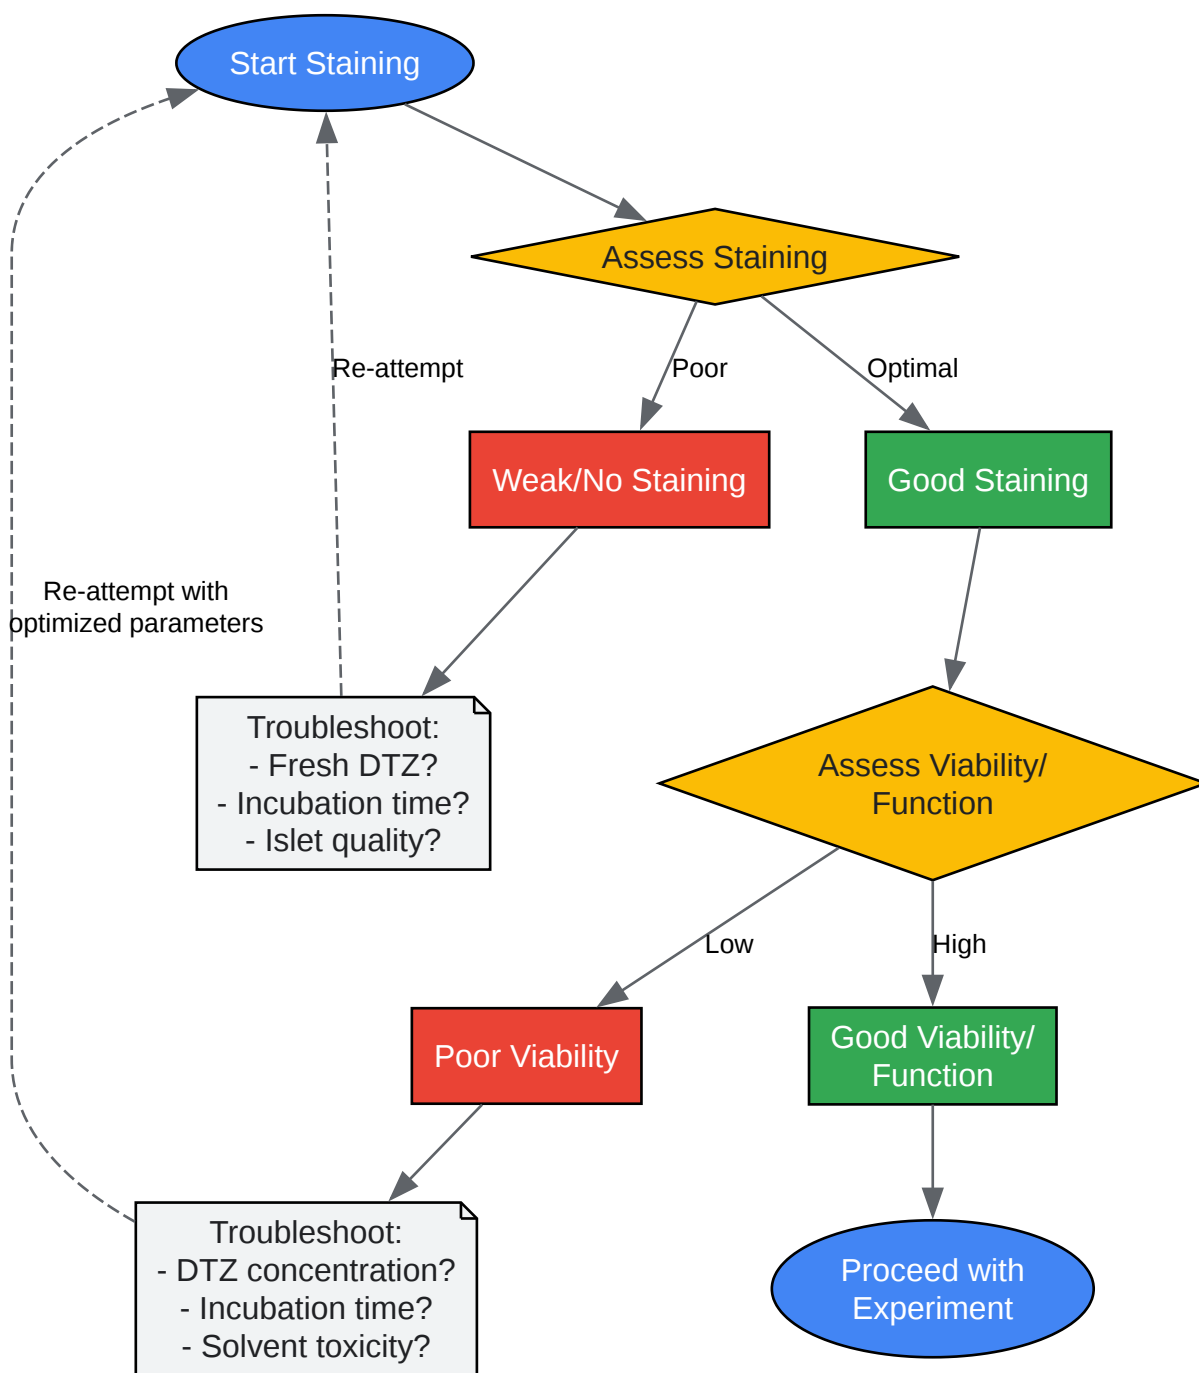 Start Staining
Assess Staining
Re-attempt
Poor
Optimal
Weak/No Staining
Good Staining
Re-attempt with
optimized parameters
Troubleshoot:
- Fresh DTZ?
- Incubation time?
- Islet quality?
Assess Viability/
Function
Low
High
Poor Viability
Good Viability/
Function
Troubleshoot:
- DTZ concentration?
- Incubation time?
- Solvent toxicity?
Proceed with
Experiment